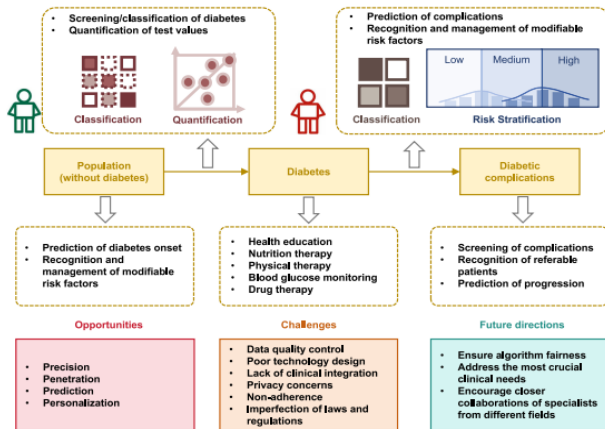 • Screening/classification of diabetes
• Quantification of test values
Classification
Quantification
• Prediction of complications
• Recognition and management of modifiable
risk factors
Low
Medium
High
Classification
Risk Stratification
Population
(without diabetes)
Diabetes
Diabetic
complications
• Prediction of diabetes onset
• Recognition and
management of modifiable
risk factors
• Health education
• Nutrition therapy
• Physical therapy
• Blood glucose monitoring
• Drug therapy
• Screening of complications
• Recognition of referable
patients
• Prediction of progression
Opportunities
• Precision
• Penetration
• Prediction
• Personalization
Challenges
• Data quality control
• Poor technology design
• Lack of clinical integration
• Privacy concerns
• Non-adherence
• Imperfection of laws and
regulations
Future directions
• Ensure algorithm fairness
• Address the most crucial
clinical needs
• Encourage closer
collaborations of specialists
from different fields